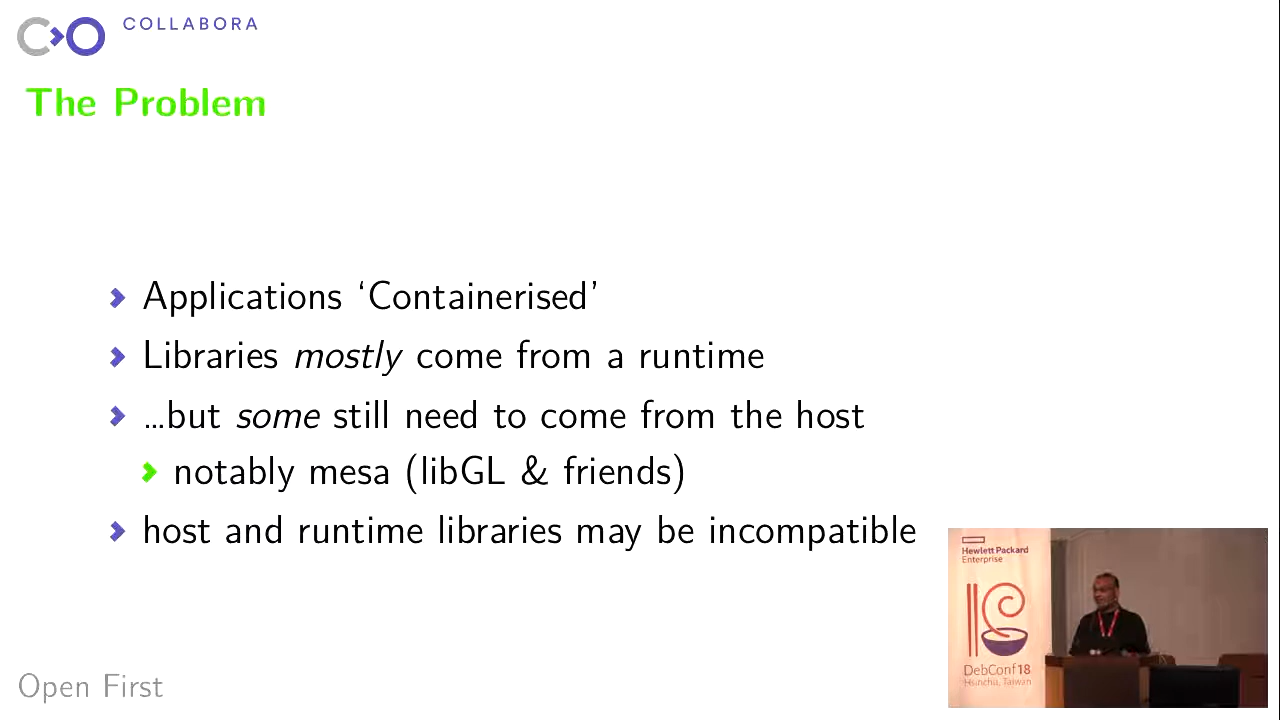 COLLABORA
The Problem
Applications ‘Containerised’
Libraries mostly come from a runtime
...but some still need to come from the host
notably mesa (libGL & friends)
host and runtime libraries may be incompatible
Hewlett Packard
Enterprise
DebConf18
Hsinchu, Taiwan
Open First